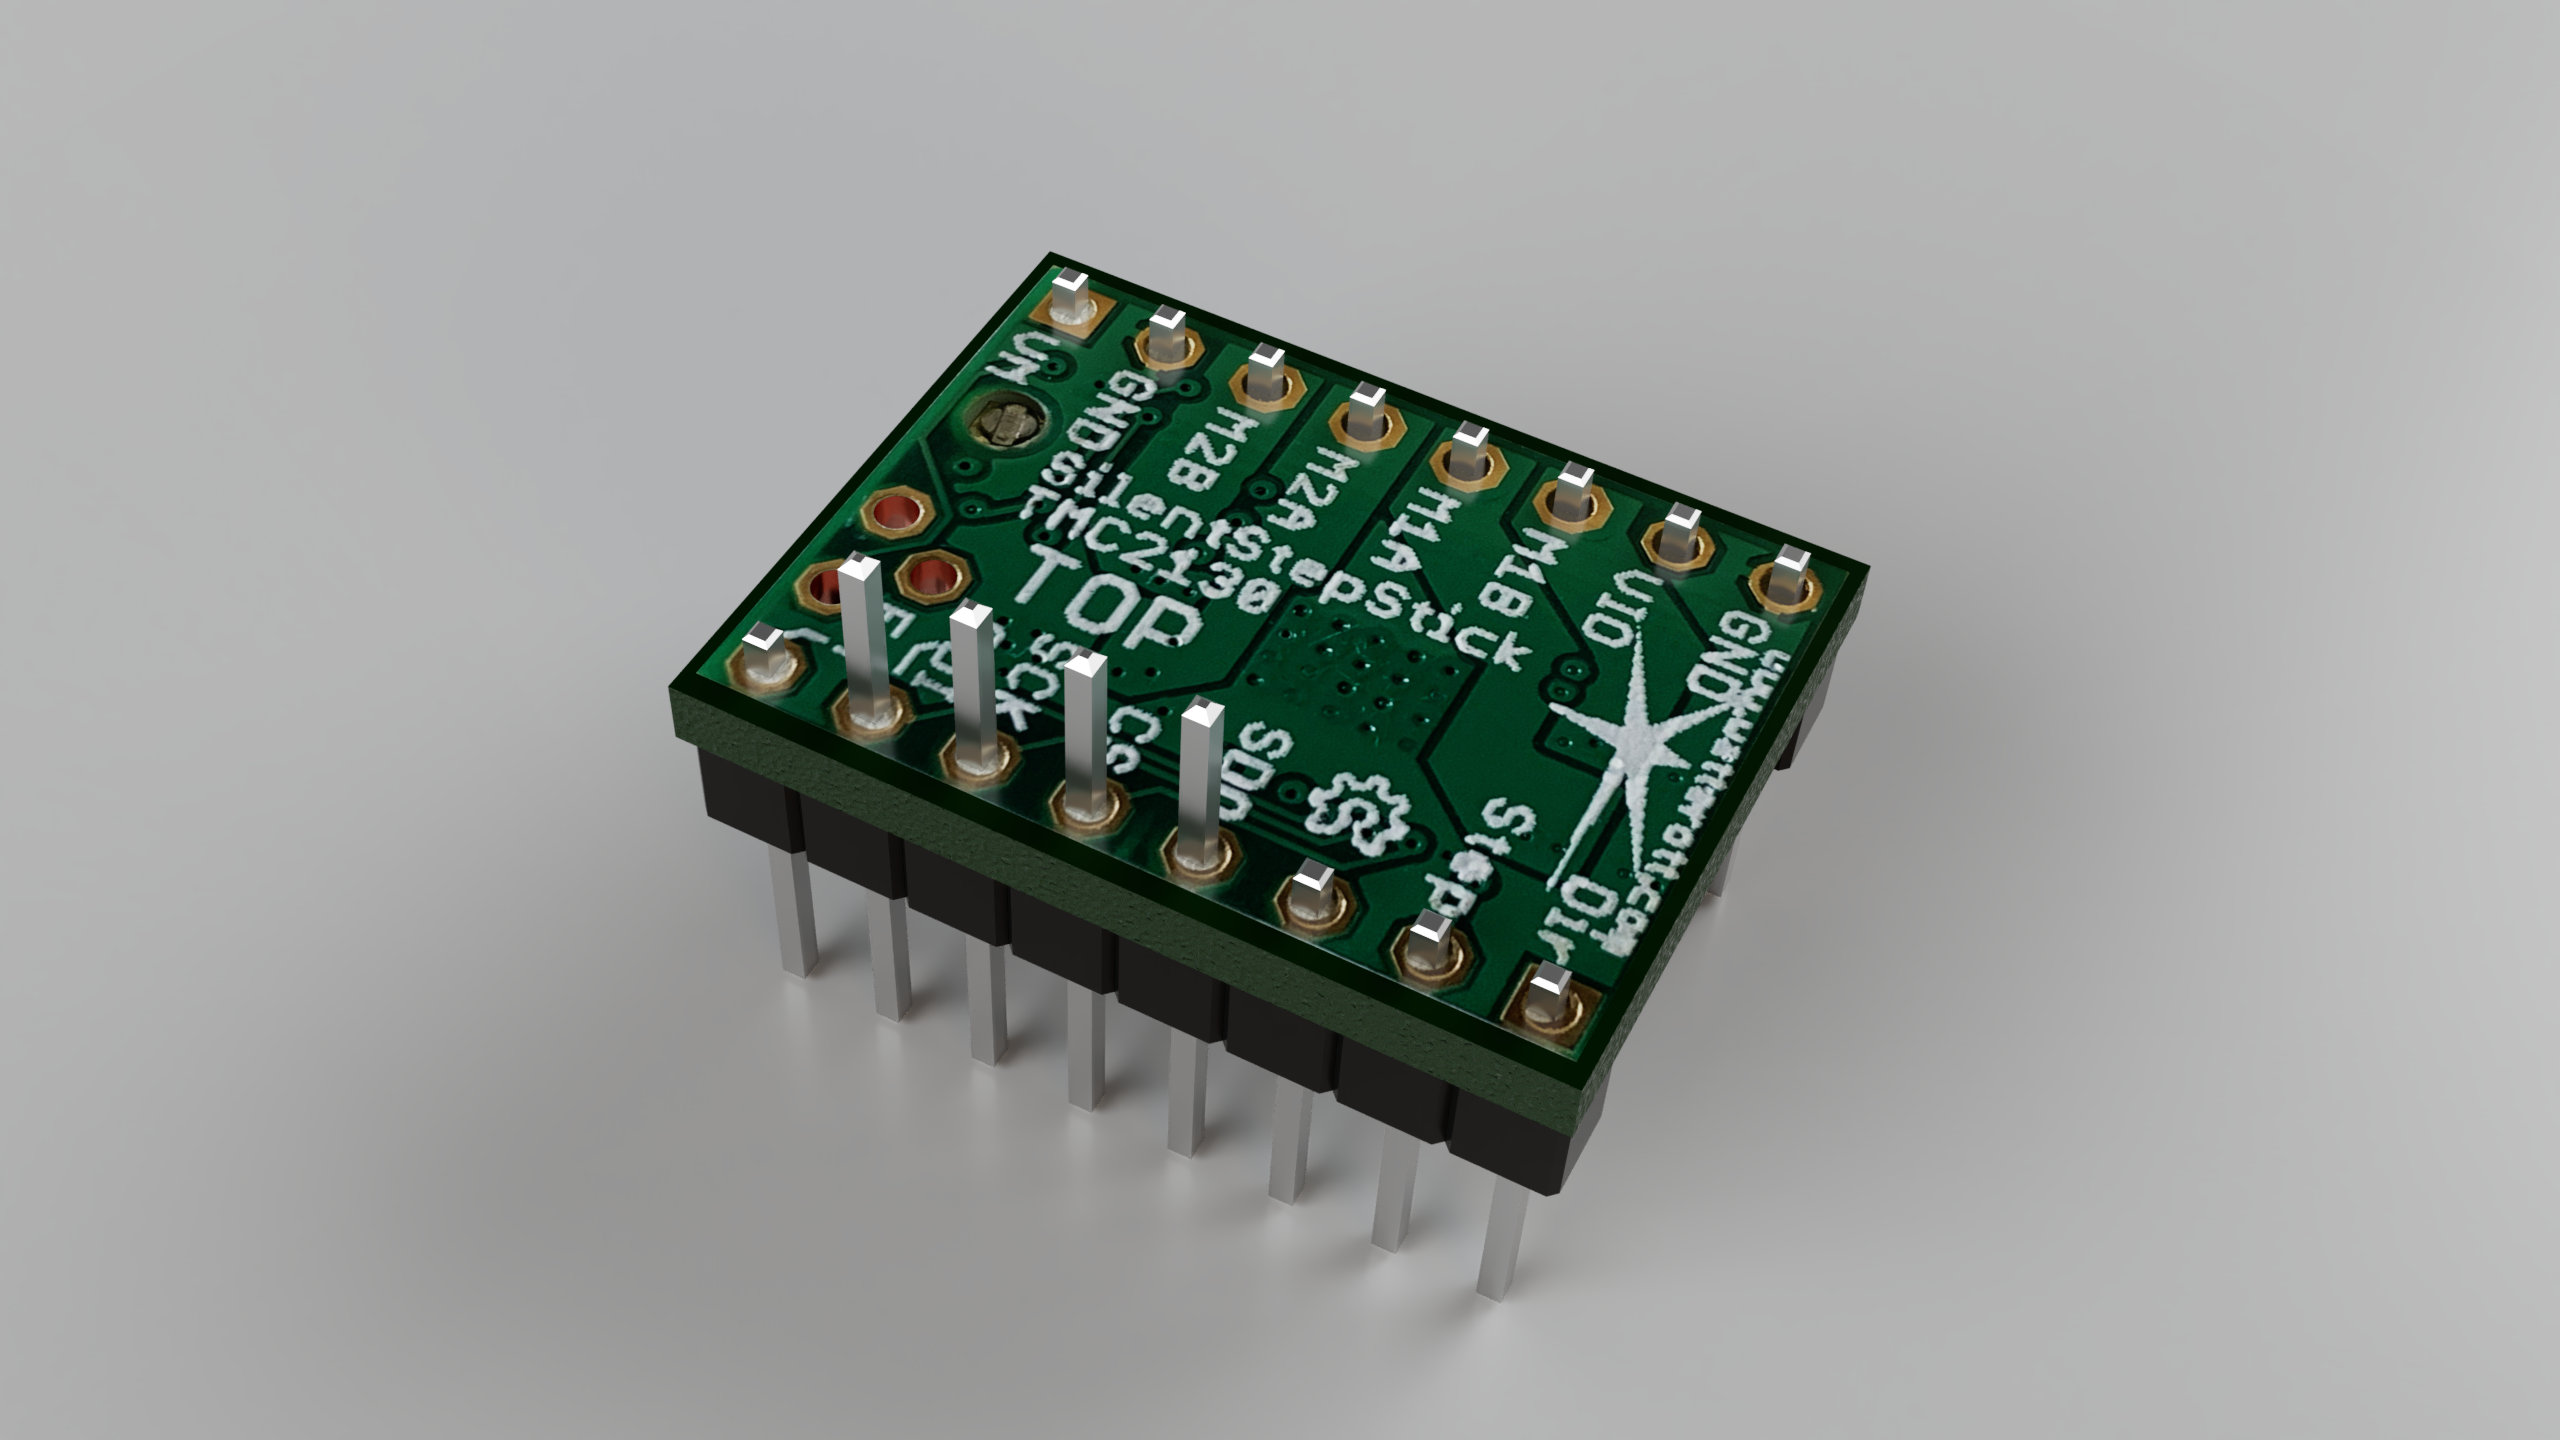 VM
GND
M2B
M2A
M1A
M1B
VIO
GND
SilentStepStick
TMC2130
TOP
SCK
CS
SDO
Step
Dir